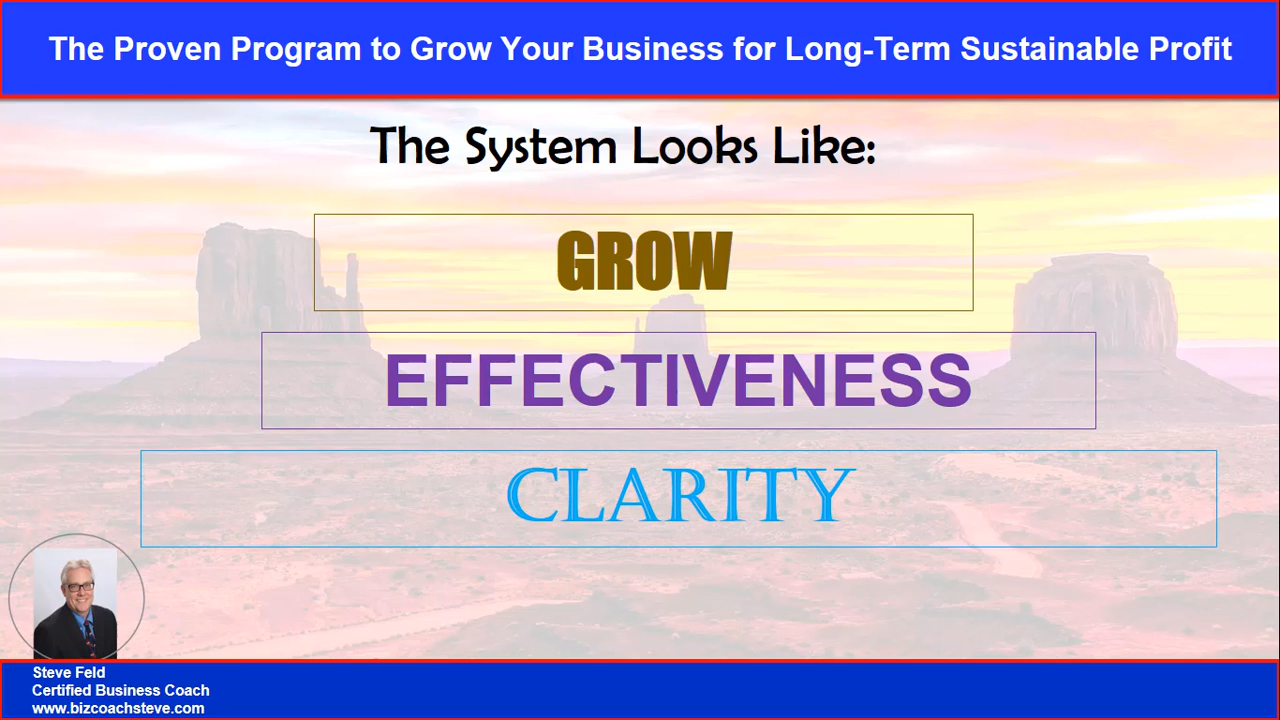 The Proven Program to Grow Your Business for Long-Term Sustainable Profit
The System Looks Like:
GROW
EFFECTIVENESS
CLARITY
Steve Feld
Certified Business Coach
www.bizcoachsteve.com